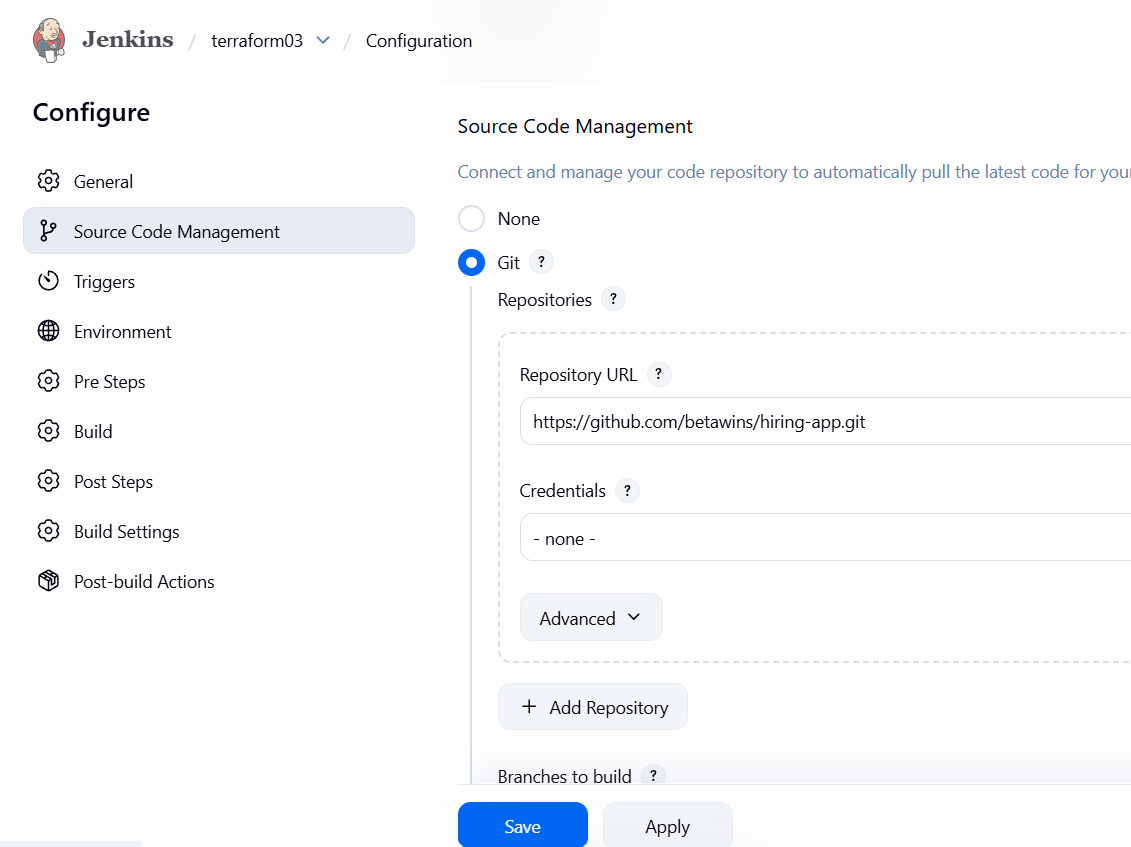 Jenkins / terraform03 / Configuration
Configure
General
Source Code Management
Triggers
Environment
Pre Steps
Build
Post Steps
Build Settings
Post-build Actions
Source Code Management
Connect and manage your code repository to automatically pull the latest code for your
None
Git ?
Repositories ?
Repository URL ?
https://github.com/betawins/hiring-app.git
Credentials ?
- none -
Advanced
+ Add Repository
Branches to build ?
Save
Apply